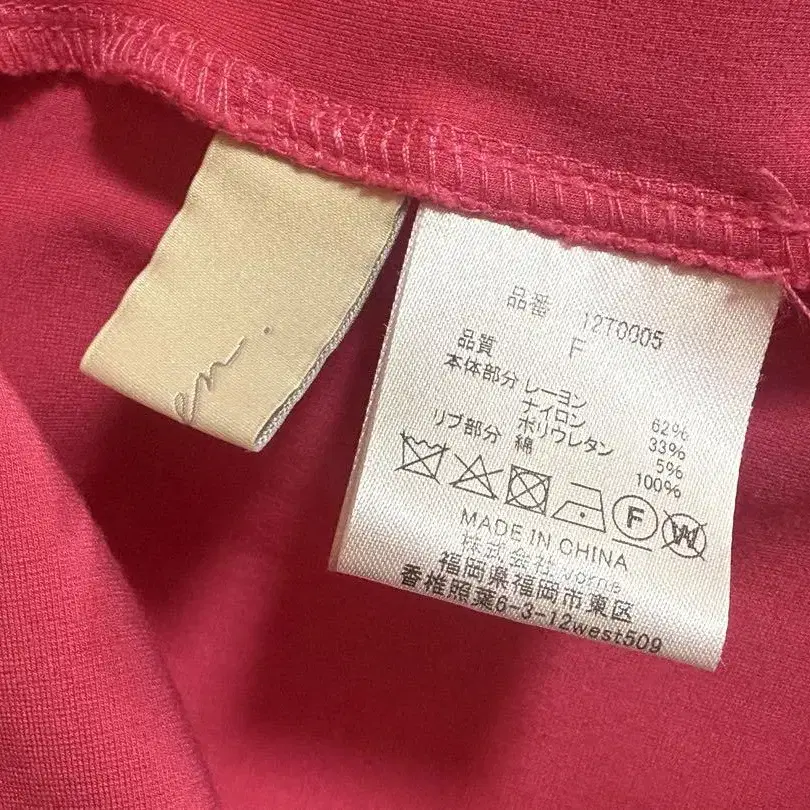 en.
品番 1270005
品質 F
本体部分 レーヨン 62%
ナイロン 33%
ポリウレタン 5%
リブ部分 綿 100%
F
W
MADE IN CHINA
株式会社
福岡県福岡市東区
香椎照葉6-3-12west509